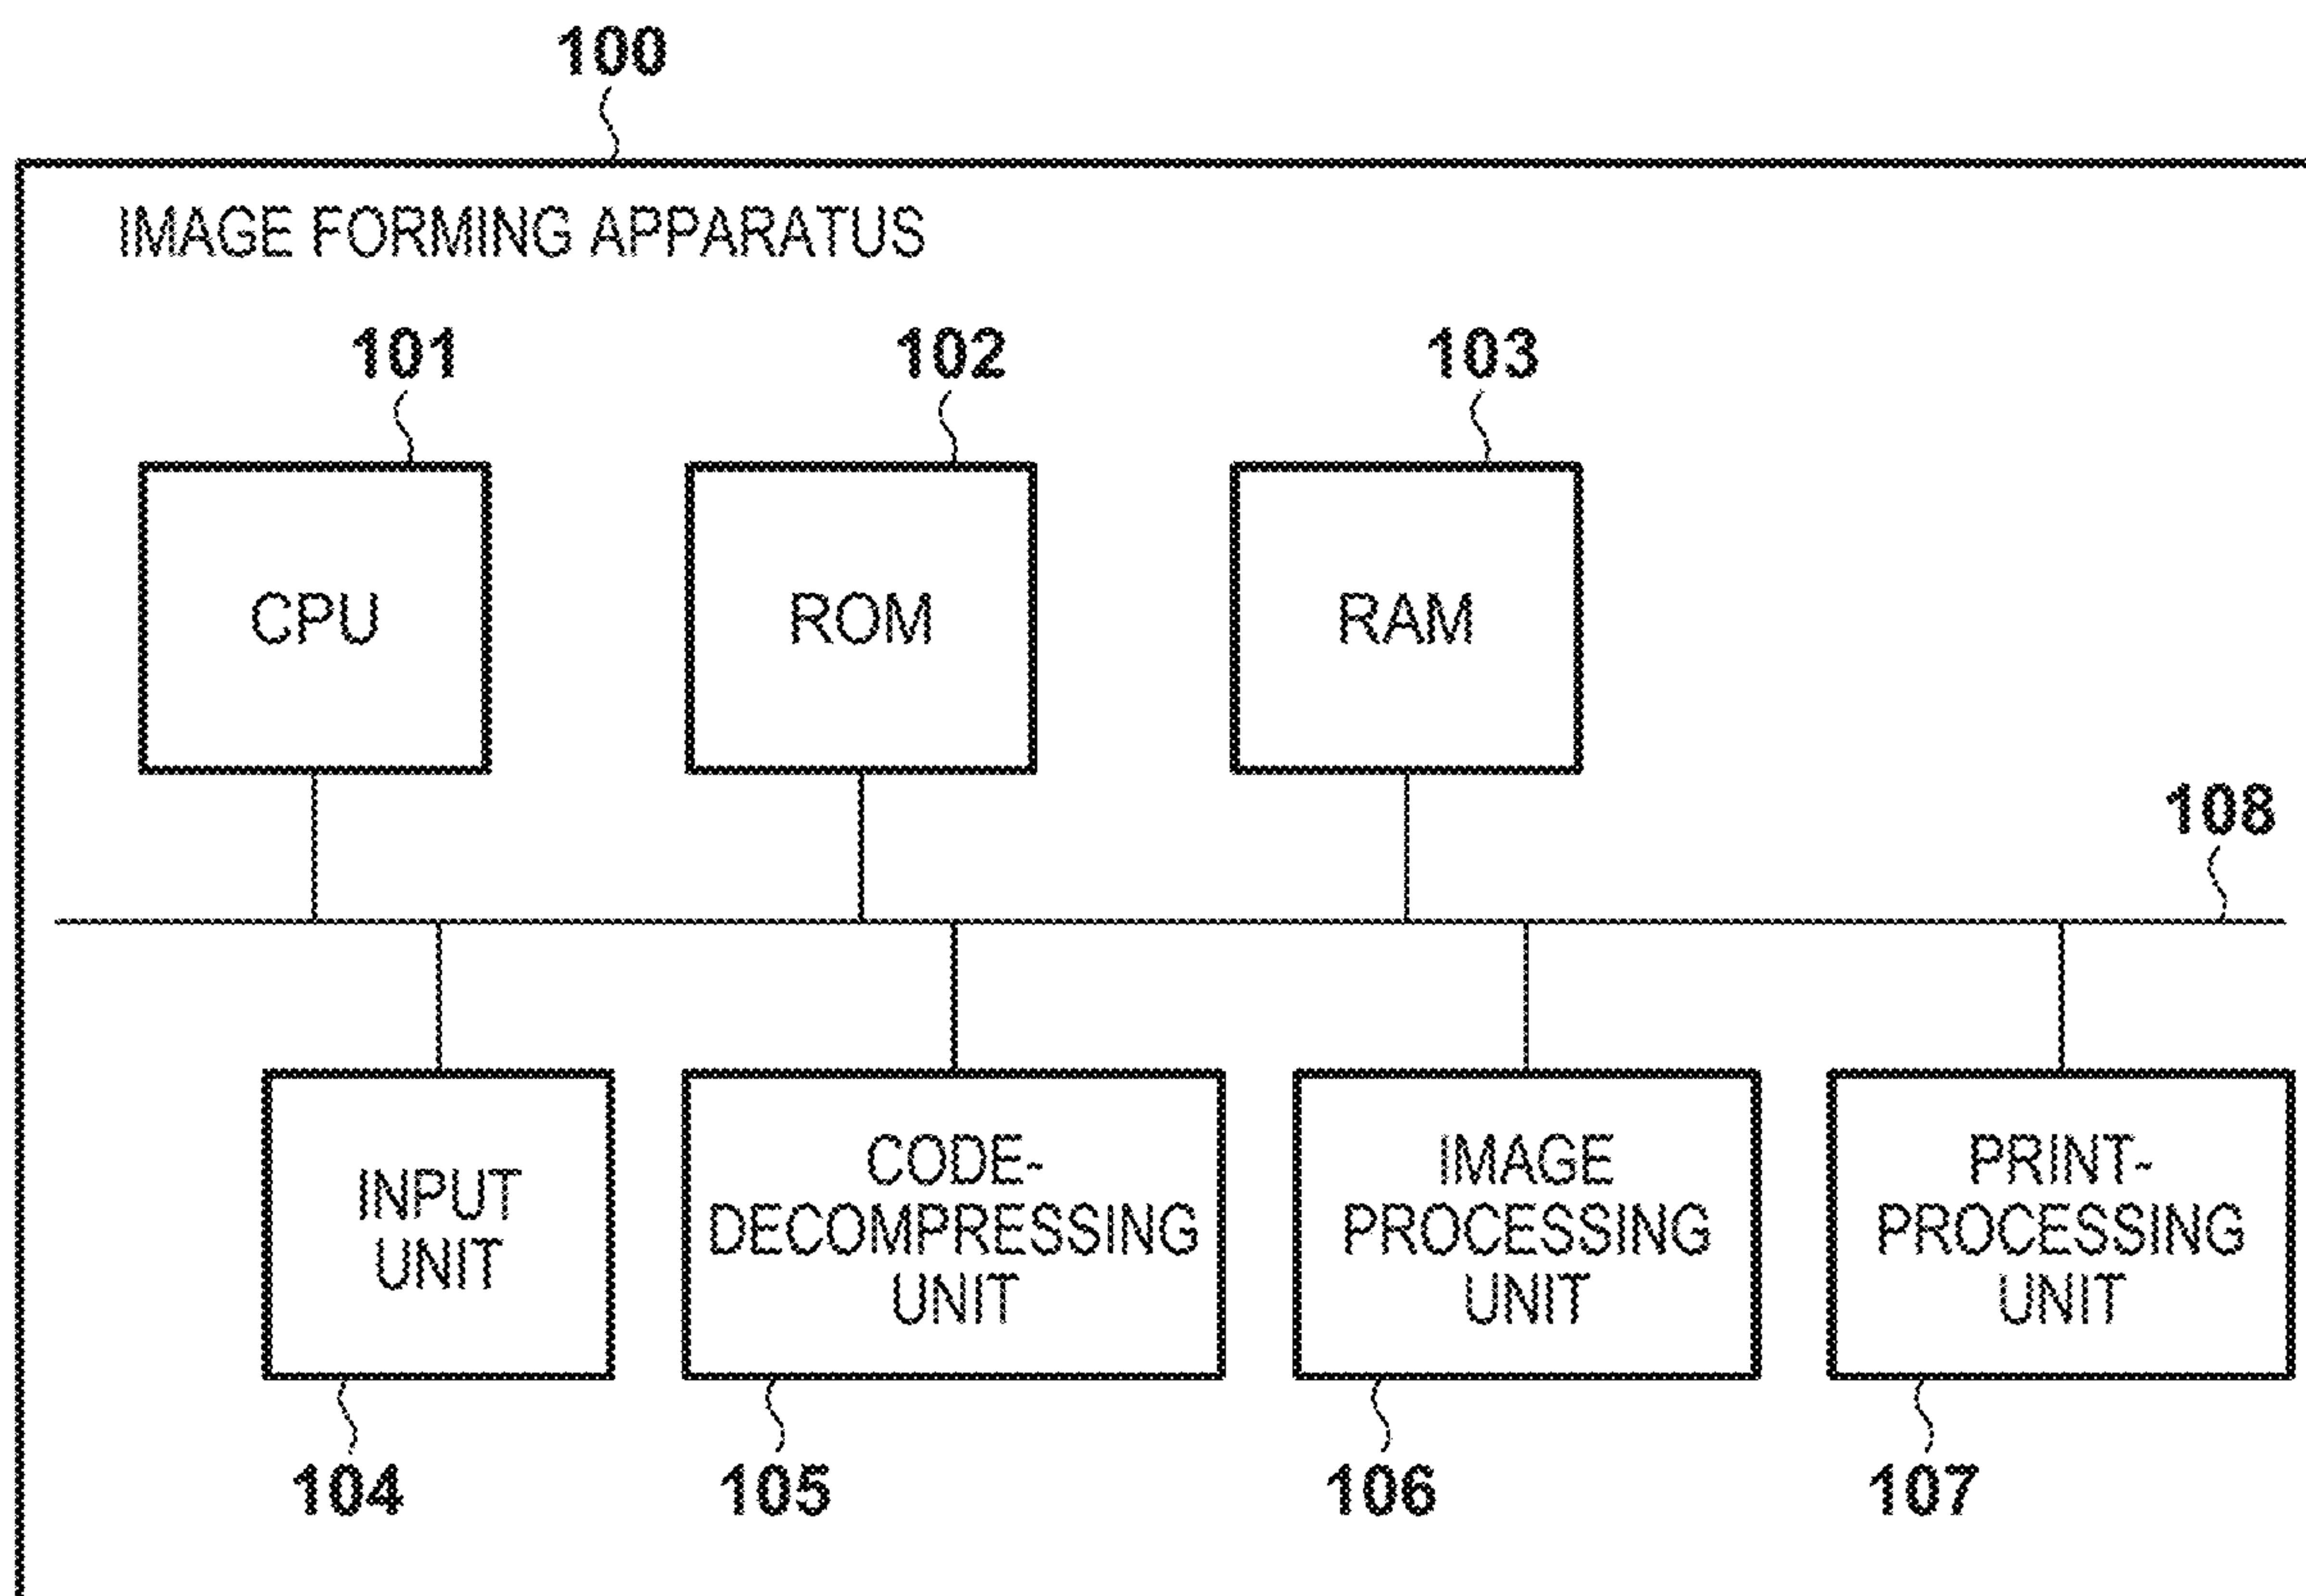 100
IMAGE FORMING APPARATUS
101
102
103
CPU
ROM
RAM
108
INPUT
UNIT
CODE-
DECOMPRESSING
UNIT
IMAGE
PROCESSING
UNIT
PRINT-
PROCESSING
UNIT
104
105
106
107